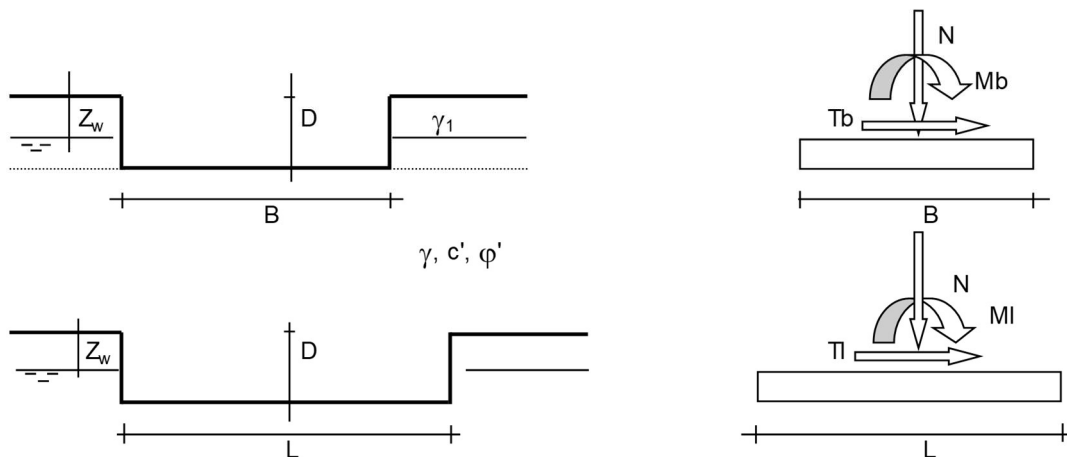 Z_w D γ₁
B
γ, c', φ'
Z_w D
L
N
Mb
Tb
B
N
Ml
Tl
L